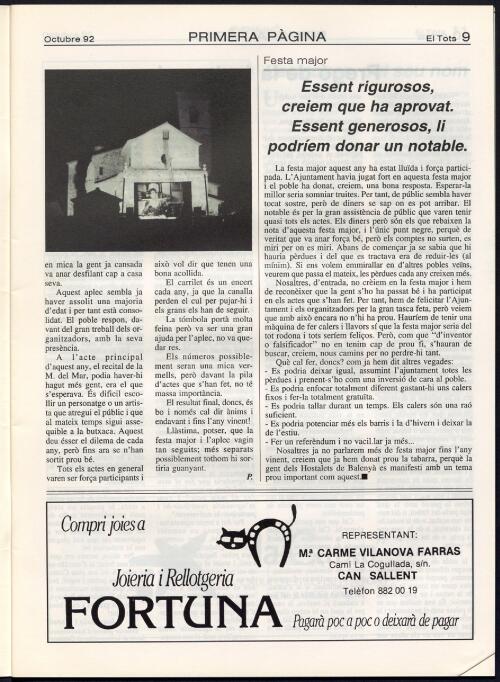 Octubre 92
PRIMERA PÀGINA
El Tots 9
en mica la gent ja cansada
va anar desfilant cap a casa
seva.
Aquest aplec sembla ja
haver assolit una majoria
d'edat i per tant està conso-
lidat. El poble respon, da-
vant del gran treball dels or-
ganitzadors, amb la seva
presència.
A l'acte principal
d'aquest any, el recital de la
M. del Mar, podia haver-hi
hagut més gent, era el que
s'esperava. És difícil escol-
lir un personatge o un artis-
ta que atregui el públic i que
al mateix temps sigui asse-
quible a la butxaca. Aquest
deu ésser el dilema de cada
any, però fins ara se n'han
sortit prou bé.
Tots els actes en general
varen ser força participants i
això vol dir que tenen una
bona acollida.
El carrilet és un encert
cada any, ja que la canalla
perden el cul per pujar-hi i
els grans els han de seguir.
La tómbola portà molta
feina però va ser una gran
ajuda per l'aplec, no va que-
dar res.
Els números possible-
ment seran una mica ver-
mells, però davant la pila
d'actes que s'han fet, no té
massa importància.
El resultat final, doncs, és
bo i només cal dir ànims i
endavant i fins l'any vinent!
Llàstima, potser, que la
festa major i l'aplec vagin
tan seguits; més separats
possiblement tothom hi sor-
tiria guanyant.
P.
Festa major
Essent rigurosos,
creiem que ha aprovat.
Essent generosos, li
podríem donar un notable.
La festa major aquest any ha estat lluïda i força partici-
pada. L'Ajuntament havia jugat fort en aquesta festa major
i el poble ha donat, creiem, una bona resposta. Esperar-la
millor seria somniar truites. Per tant, de públic sembla haver
tocat sostre, però de diners se sap on es pot arribar. El
notable és per la gran assistència de públic que varen tenir
quasi tots els actes. Els diners però són els que rebaixen la
nota d'aquesta festa major, i l'únic punt negre, perquè de
veritat que va anar força bé, però els comptes no surten, es
miri per on es miri. Abans de començar ja se sabia que hi
hauria pèrdues i del que es tractava era de reduir-les (al
mínim). Si ens volem emmirallar en d'altres pobles veïns,
veurem que passa el mateix, les pèrdues cada any creixen més.
Nosaltres, d'entrada, no creiem en la festa major i hem
de reconèixer que la gent s'ho ha passat bé i ha participat
en els actes que s'han fet. Per tant, hem de felicitar l'Ajun-
tament i els organitzadors per la gran tasca feta, però veiem
que amb això encara no n'hi ha prou. Hauríem de tenir una
màquina de fer calers i llavors sí que la festa major seria del
tot rodona i tots seríem feliços. Però, com que "d'inventor
o falsificador" no en tenim cap de prou fi, s'hauran de
buscar, creiem, nous camins per no perdre-hi tant.
Què cal fer, doncs? com ja hem dit altres vegades:
- Es podria deixar igual, assumint l'ajuntament totes les
pèrdues i prenent-s'ho com una inversió de cara al poble.
- Es podria enfocar totalment diferent gastant-hi uns calers
fixos i fer-la totalment gratuïta.
- Es podria tallar durant un temps. Els calers són una raó
suficient.
- Es podria potenciar més els barris i la d'hivern i deixar la
de l'estiu.
- Fer un referèndum i no vacil.lar ja més...
Nosaltres ja no parlarem més de festa major fins l'any
vinent, creiem que ja hem donat prou la tabarra, perquè la
gent dels Hostalets de Balenyà es manifesti amb un tema
prou important com aquest.■
Compri joies a
Joieria i Rellotgeria
FORTUNA
REPRESENTANT:
M.ª CARME VILANOVA FARRAS
Camí La Cogullada, s/n.
CAN SALLENT
Telèfon 882 00 19
Pagarà poc a poc o deixarà de pagar